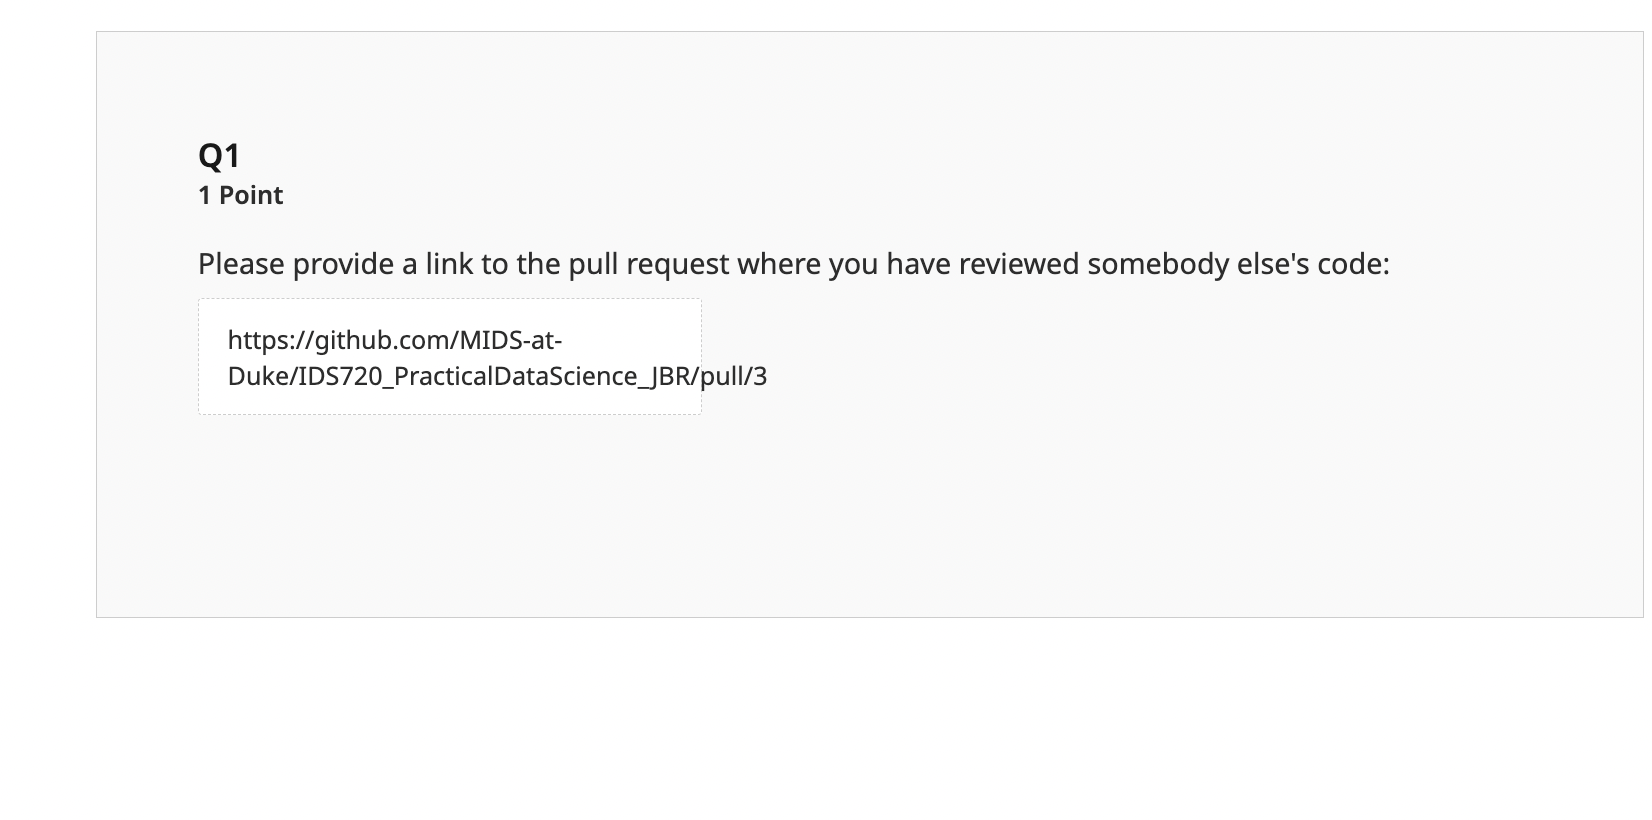 Q1
1 Point
Please provide a link to the pull request where you have reviewed somebody else's code:
https://github.com/MIDS-at-
Duke/IDS720_PracticalDataScience_JBR/pull/3